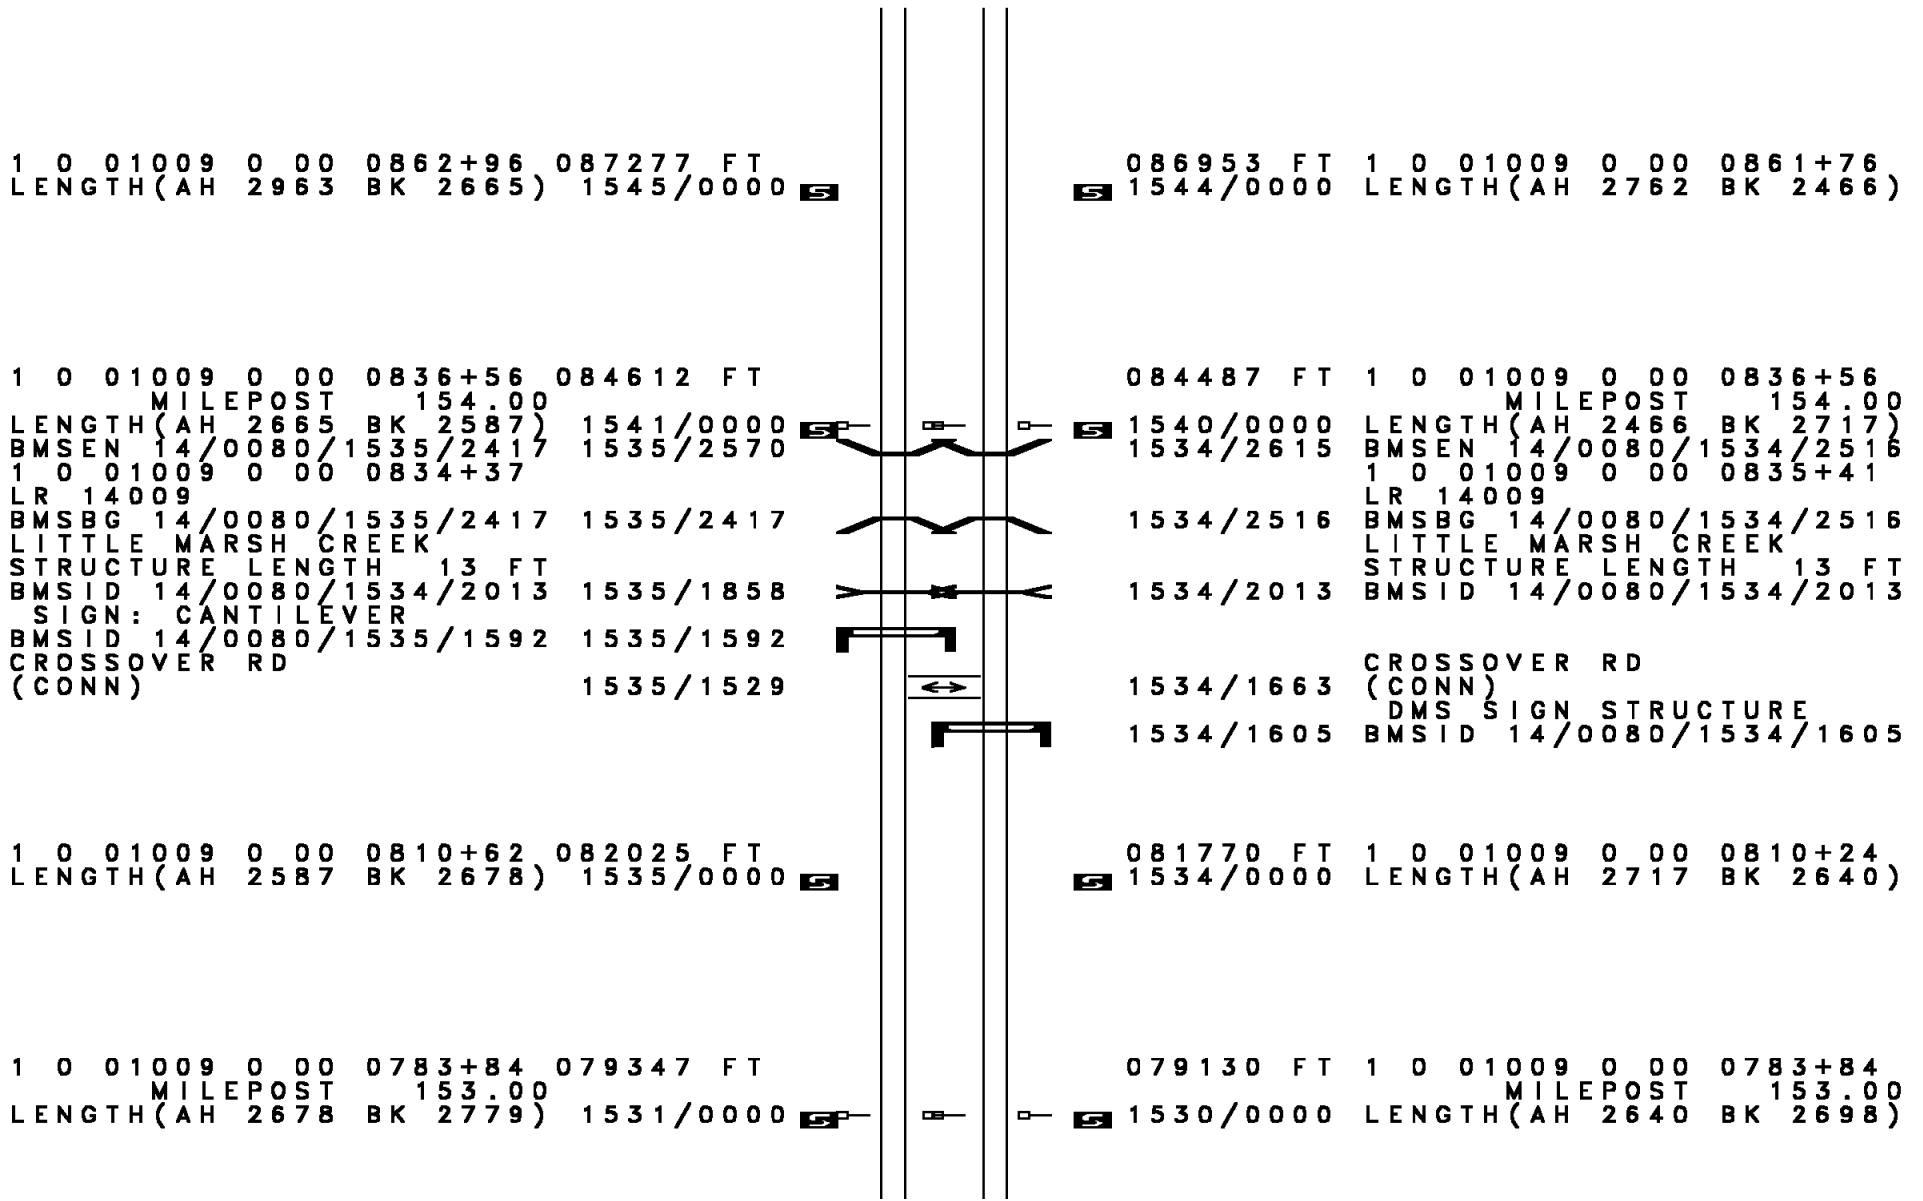 1 0 01009 0 00 0862+96 087277 FT
LENGTH(AH 2963 BK 2665) 1545/0000 S
086953 FT 1 0 01009 0 00 0861+76
S 1544/0000 LENGTH(AH 2762 BK 2466)
1 0 01009 0 00 0836+56 084612 FT
MILEPOST 154.00
LENGTH(AH 2665 BK 2587) 1541/0000 S
BMSEN 14/0080/1535/2417 1535/2570
1 0 01009 0 00 0834+37
LR 14009
BMSBG 14/0080/1535/2417 1535/2417
LITTLE MARSH CREEK
STRUCTURE LENGTH 13 FT
BMSID 14/0080/1534/2013 1535/1858
SIGN: CANTILEVER
BMSID 14/0080/1535/1592 1535/1592
CROSSOVER RD
(CONN) 1535/1529
084487 FT 1 0 01009 0 00 0836+56
MILEPOST 154.00
S 1540/0000 LENGTH(AH 2466 BK 2717)
1534/2615 BMSEN 14/0080/1534/2516
1 0 01009 0 00 0835+41
LR 14009
1534/2516 BMSBG 14/0080/1534/2516
LITTLE MARSH CREEK
STRUCTURE LENGTH 13 FT
1534/2013 BMSID 14/0080/1534/2013
CROSSOVER RD
1534/1663 (CONN)
DMS SIGN STRUCTURE
1534/1605 BMSID 14/0080/1534/1605
1 0 01009 0 00 0810+62 082025 FT
LENGTH(AH 2587 BK 2678) 1535/0000 S
081770 FT 1 0 01009 0 00 0810+24
S 1534/0000 LENGTH(AH 2717 BK 2640)
1 0 01009 0 00 0783+84 079347 FT
MILEPOST 153.00
LENGTH(AH 2678 BK 2779) 1531/0000 S
079130 FT 1 0 01009 0 00 0783+84
MILEPOST 153.00
S 1530/0000 LENGTH(AH 2640 BK 2698)